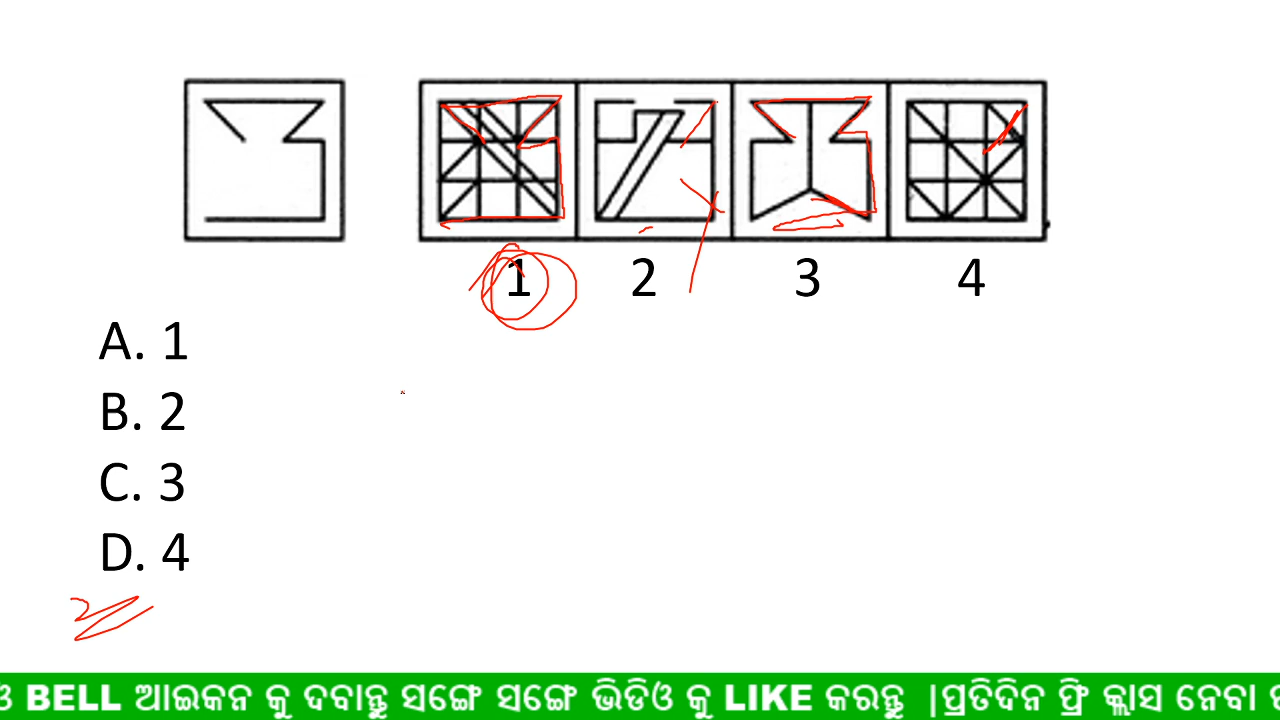 1 2 3 4
A. 1
B. 2
C. 3
D. 4
BELL ଆଇକନ କୁ ଦବାନ୍ତୁ ସଙ୍ଗେ ସଙ୍ଗେ ଭିଡିଓ କୁ LIKE କରନ୍ତୁ |ପ୍ରତିଦିନ ଫ୍ରି କ୍ଲାସ ନେବା